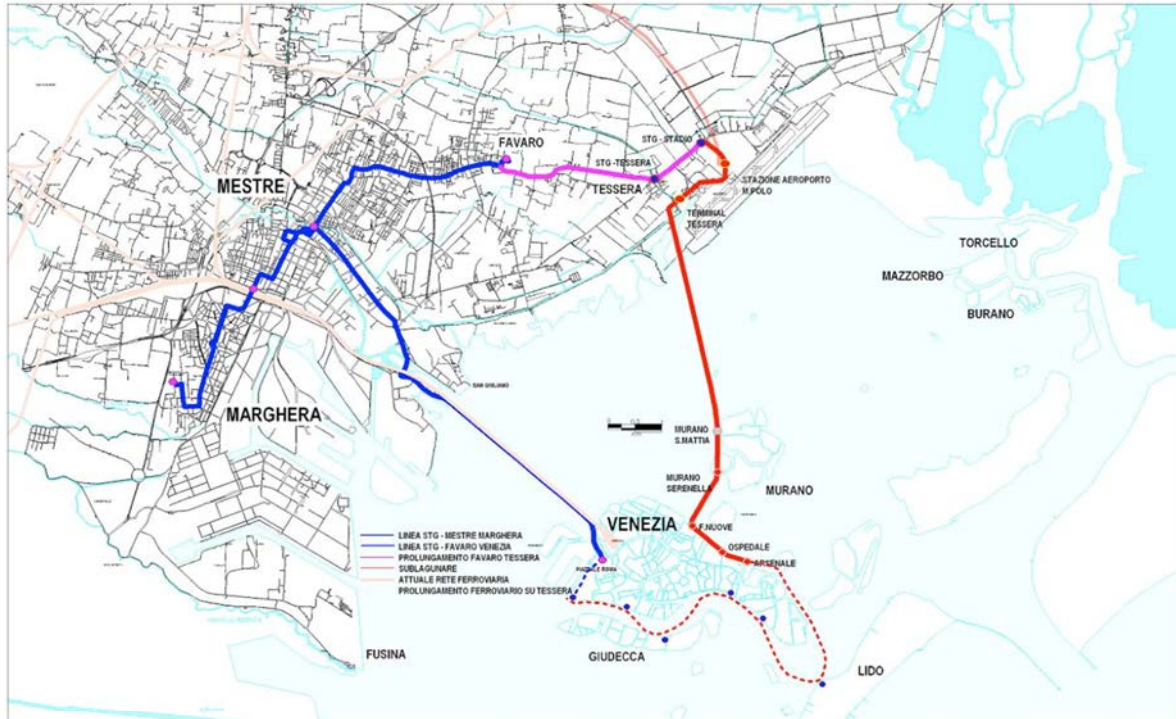 FAVARO
STG - STADIO
STG -TESSERA
MESTRE
TESSERA
STAZIONE AEROPORTO
M.POLO
TERMINAL
TESSERA
TORCELLO
MAZZORBO
BURANO
SAN GIULIANO
MARGHERA
MURANO
S.MATTIA
MURANO
SERENELLA
MURANO
VENEZIA
F.NUOVE
LINEA STG - MESTRE MARGHERA
LINEA STG - FAVARO VENEZIA
PROLUNGAMENTO FAVARO TESSERA
SUBLAGUNARE
ATTUALE RETE FERROVIARIA
PROLUNGAMENTO FERROVIARIO SU TESSERA
OSPEDALE
ARSENALE
PIAZZALE ROMA
FUSINA
GIUDECCA
LIDO